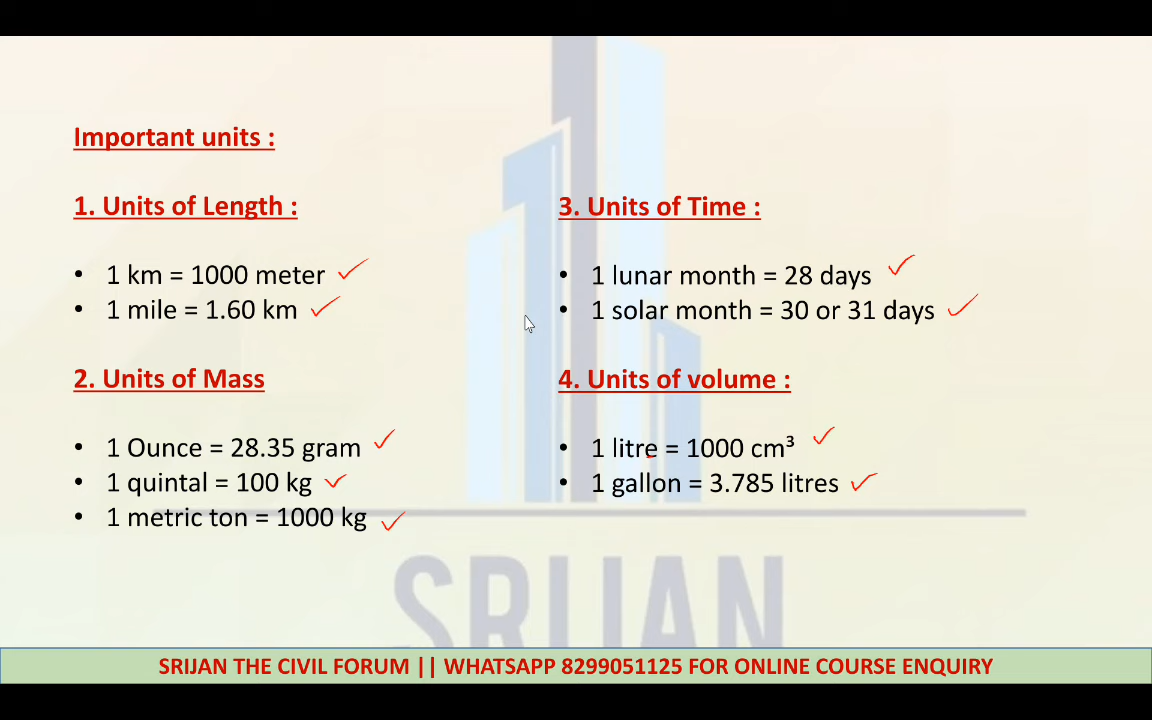 Important units :
1. Units of Length :
• 1 km = 1000 meter
• 1 mile = 1.60 km
2. Units of Mass
• 1 Ounce = 28.35 gram
• 1 quintal = 100 kg
• 1 metric ton = 1000 kg
3. Units of Time :
• 1 lunar month = 28 days
• 1 solar month = 30 or 31 days
4. Units of volume :
• 1 litre = 1000 cm³
• 1 gallon = 3.785 litres
SRIJAN
SRIJAN THE CIVIL FORUM || WHATSAPP 8299051125 FOR ONLINE COURSE ENQUIRY